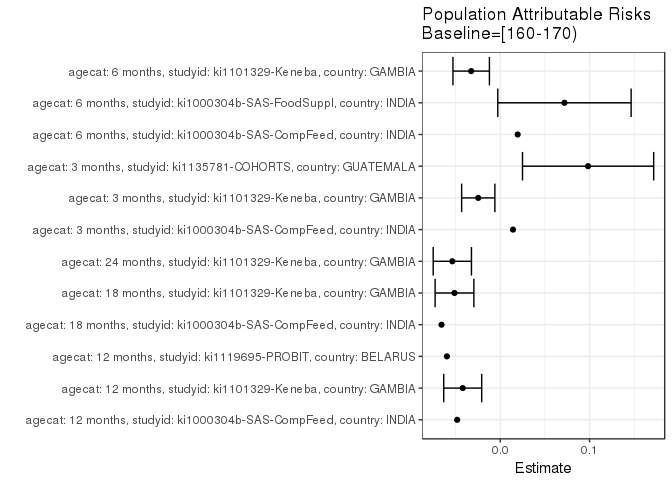 Population Attributable Risks
Baseline=[160-170)
agecat: 6 months, studyid: ki1101329-Keneba, country: GAMBIA
agecat: 6 months, studyid: ki1000304b-SAS-FoodSuppl, country: INDIA
agecat: 6 months, studyid: ki1000304b-SAS-CompFeed, country: INDIA
agecat: 3 months, studyid: ki1135781-COHORTS, country: GUATEMALA
agecat: 3 months, studyid: ki1101329-Keneba, country: GAMBIA
agecat: 3 months, studyid: ki1000304b-SAS-CompFeed, country: INDIA
agecat: 24 months, studyid: ki1101329-Keneba, country: GAMBIA
agecat: 18 months, studyid: ki1101329-Keneba, country: GAMBIA
agecat: 18 months, studyid: ki1000304b-SAS-CompFeed, country: INDIA
agecat: 12 months, studyid: ki1119695-PROBIT, country: BELARUS
agecat: 12 months, studyid: ki1101329-Keneba, country: GAMBIA
agecat: 12 months, studyid: ki1000304b-SAS-CompFeed, country: INDIA
0.0 0.1
Estimate